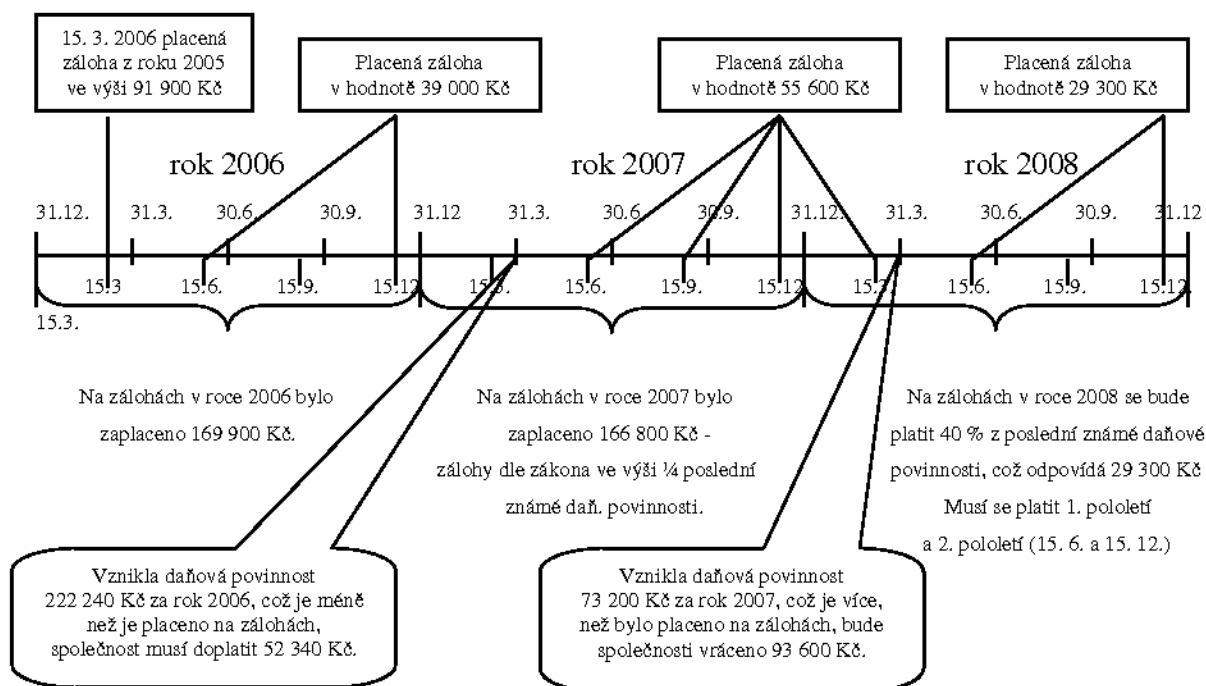 15. 3. 2006 placená
záloha z roku 2005
ve výši 91 900 Kč
Placená záloha
v hodnotě 39 000 Kč
Placená záloha
v hodnotě 55 600 Kč
Placená záloha
v hodnotě 29 300 Kč
rok 2006
rok 2007
rok 2008
31.12. 31.3. 30.6. 30.9. 31.12 31.3. 30.6. 30.9. 31.12. 31.3. 30.6. 30.9. 31.12
15.3 15.6. 15.9. 15.12. 15.3. 15.6. 15.9. 15.12. 15.3. 15.6. 15.9. 15.12.
15.3.
Na zálohách v roce 2006 bylo
zaplaceno 169 900 Kč.
Na zálohách v roce 2007 bylo
zaplaceno 166 800 Kč -
zálohy dle zákona ve výši ¼ poslední
známé daň. povinnosti.
Na zálohách v roce 2008 se bude
platit 40 % z poslední známé daňové
povinnosti, což odpovídá 29 300 Kč
Musí se platit 1. pololetí
a 2. pololetí (15. 6. a 15. 12.)
Vznikla daňová povinnost
222 240 Kč za rok 2006, což je méně
než je placeno na zálohách,
společnost musí doplatit 52 340 Kč.
Vznikla daňová povinnost
73 200 Kč za rok 2007, což je více,
než bylo placeno na zálohách, bude
společnosti vráceno 93 600 Kč.